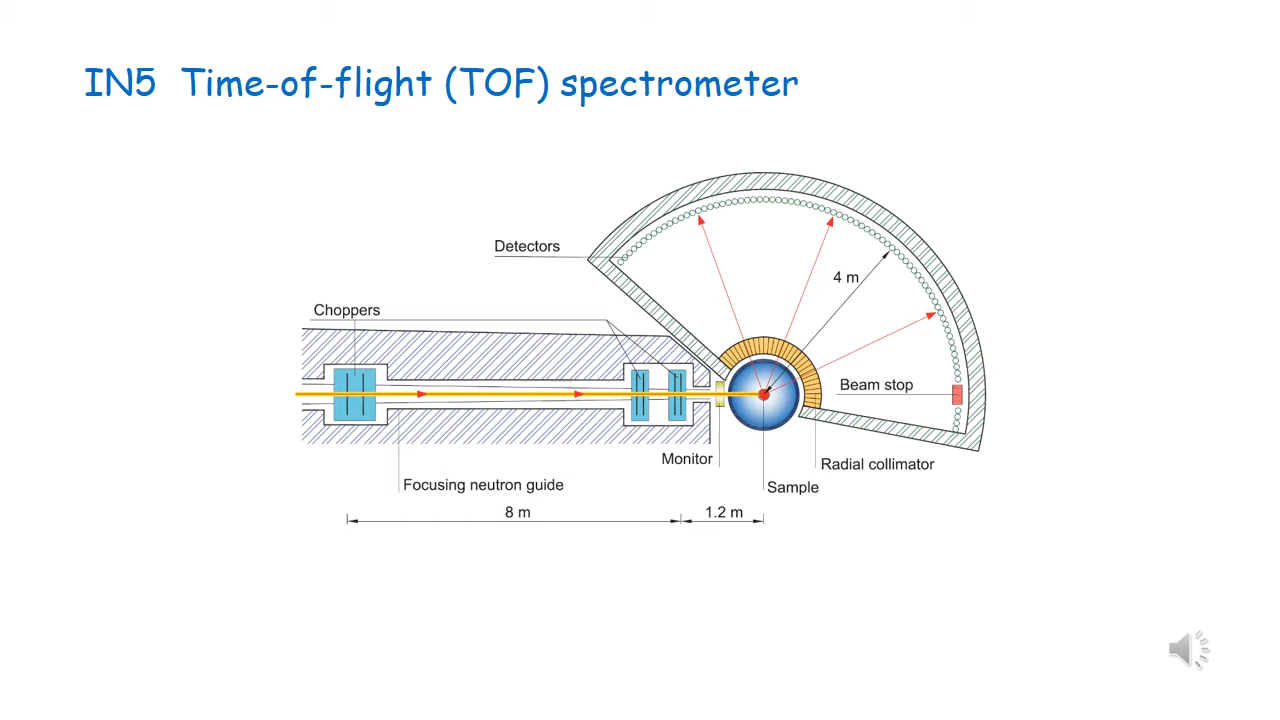 IN5 Time-of-flight (TOF) spectrometer
Detectors
4 m
Choppers
Beam stop
Monitor
Radial collimator
Focusing neutron guide
Sample
8 m
1.2 m